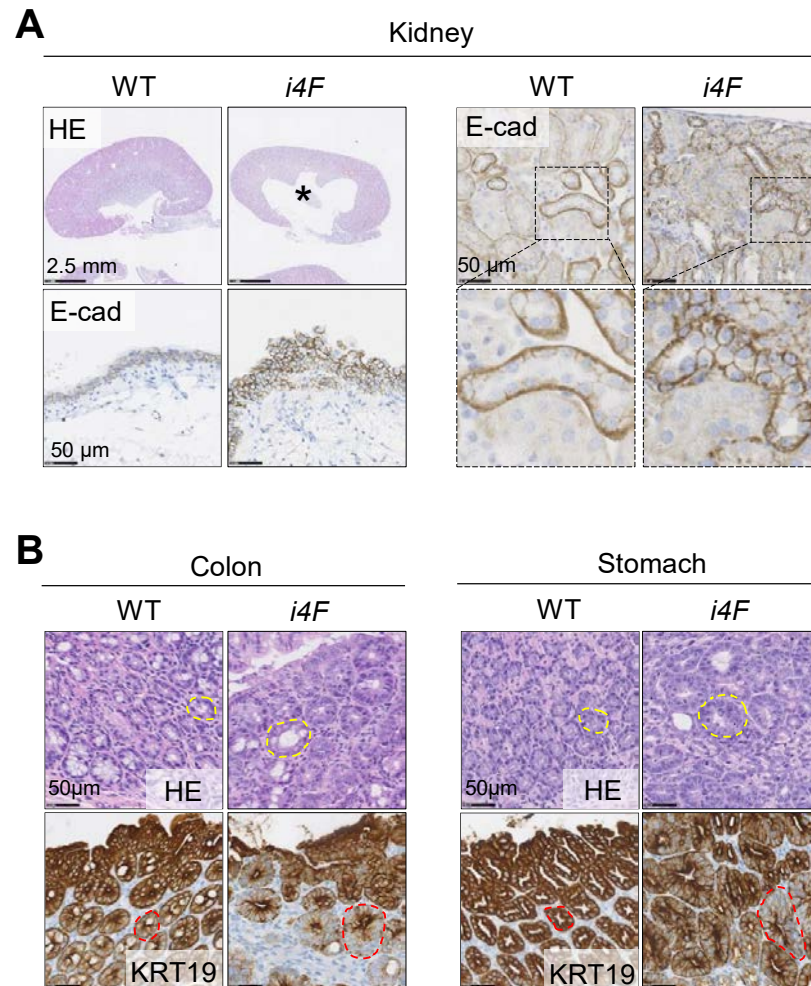 A
Kidney
WT
i4F
WT
i4F
HE
*
2.5 mm
E-cad
50 µm
E-cad
50 µm
B
Colon
Stomach
WT
i4F
WT
i4F
50µm
HE
50µm
HE
KRT19
KRT19